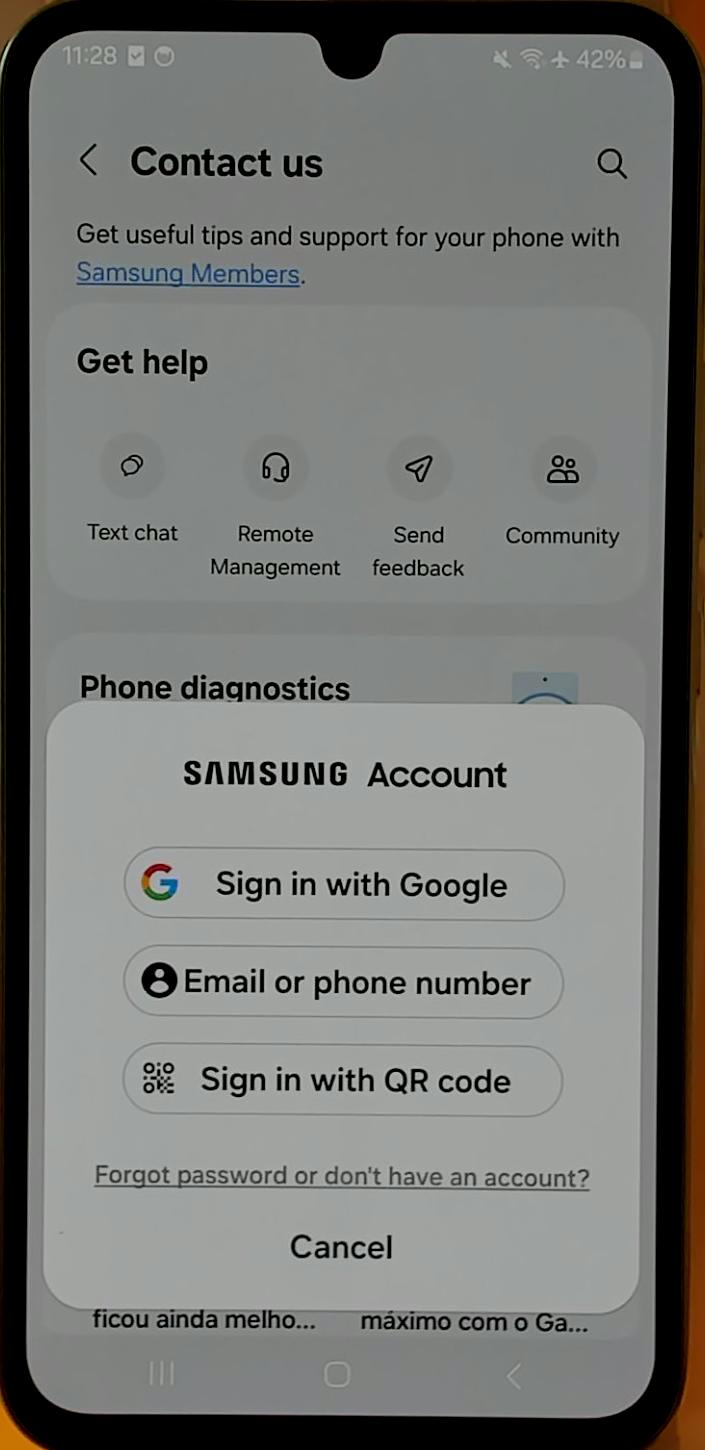 11:28 42%
Contact us
Get useful tips and support for your phone with
Samsung Members.
Get help
Text chat
Remote
Management
Send
feedback
Community
Phone diagnostics
SAMSUNG Account
Sign in with Google
Email or phone number
Sign in with QR code
Forgot password or don't have an account?
Cancel
ficou ainda melho...
máximo com o Ga...